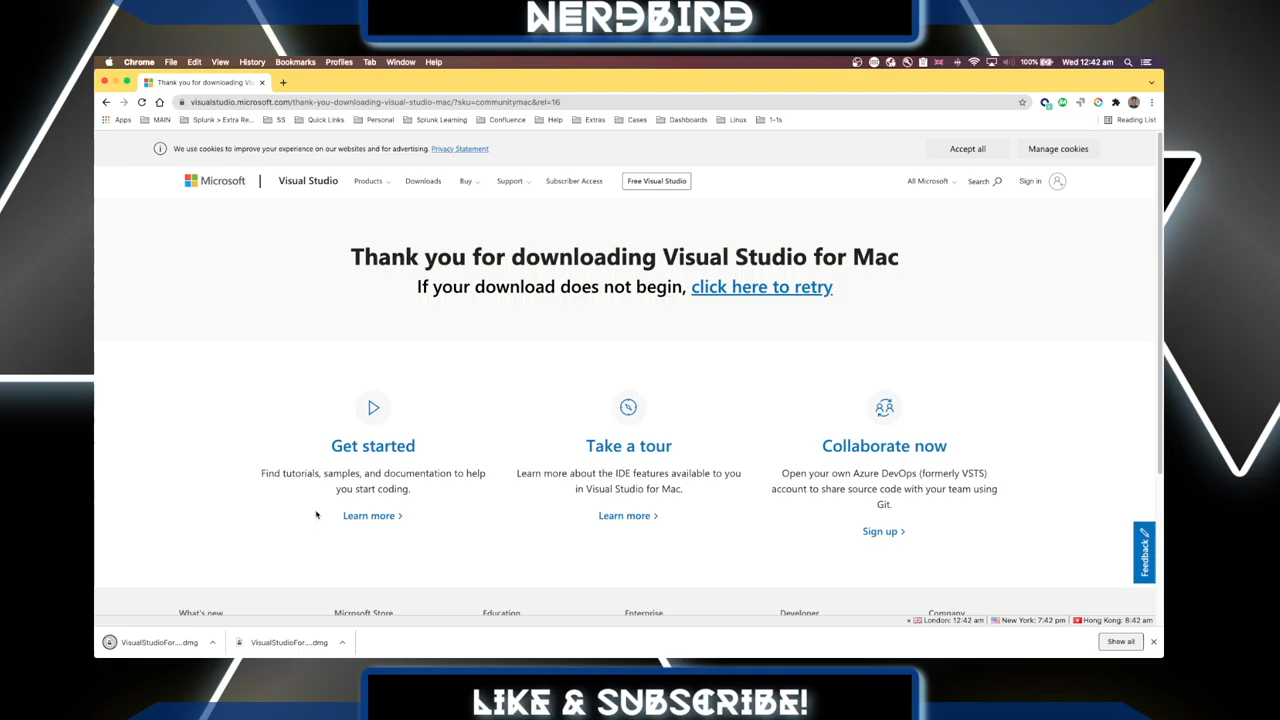 NERDBIRD
Chrome File Edit View History Bookmarks Profiles Tab Window Help 100% Wed 12:42 am
Thank you for downloading Vi
visualstudio.microsoft.com/thank-you-downloading-visual-studio-mac/?sku=communitymac&rel=16
Apps MAIN Splunk > Extra Re... SS Quick Links Personal Splunk Learning Confluence Help Extras Cases Dashboards Linux 1-1s Reading List
We use cookies to improve your experience on our websites and for advertising. Privacy Statement Accept all Manage cookies
Microsoft Visual Studio Products Downloads Buy Support Subscriber Access Free Visual Studio All Microsoft Search Sign in
Thank you for downloading Visual Studio for Mac
If your download does not begin, click here to retry
Get started
Find tutorials, samples, and documentation to help
you start coding.
Learn more >
Take a tour
Learn more about the IDE features available to you
in Visual Studio for Mac.
Learn more >
Collaborate now
Open your own Azure DevOps (formerly VSTS)
account to share source code with your team using
Git.
Sign up >
Feedback
What's new Microsoft Store Education Enterprise Developer Company
× London: 12:42 am New York: 7:42 pm Hong Kong: 8:42 am
VisualStudioFor....dmg VisualStudioFor....dmg Show all
LIKE & SUBSCRIBE!